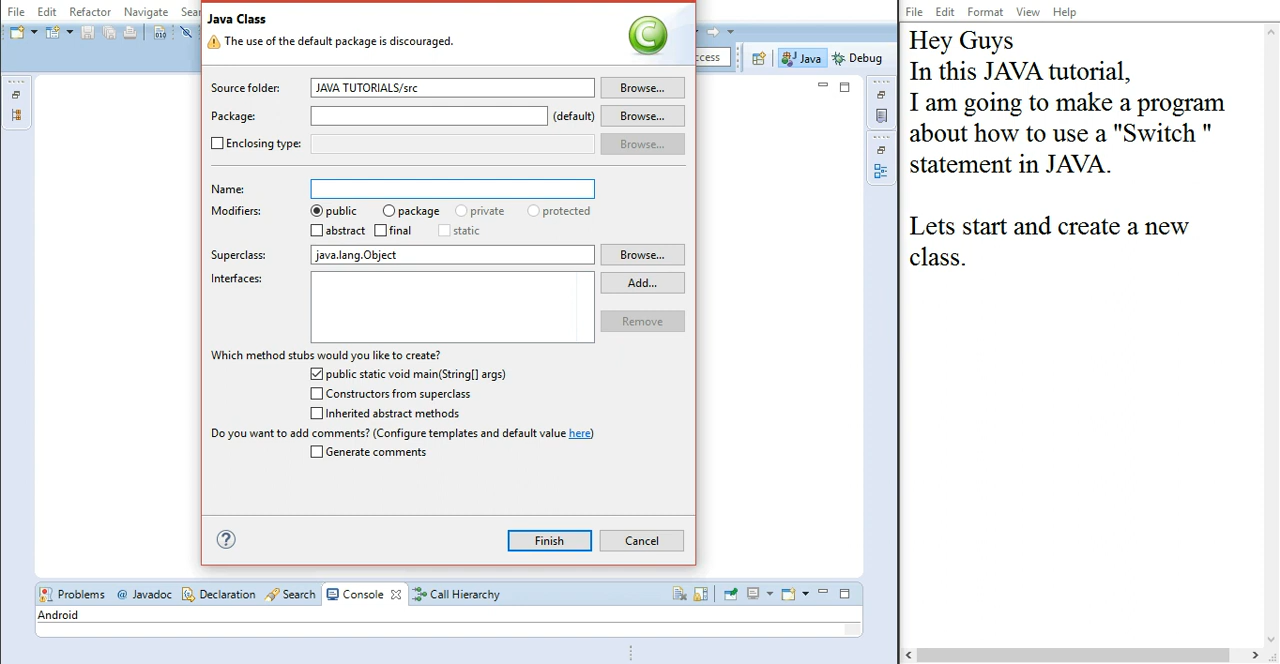 File Edit Refactor Navigate Sear
Java Class
The use of the default package is discouraged.
Source folder: JAVA TUTORIALS/src Browse...
Package: (default) Browse...
Enclosing type: Browse...
Name:
Modifiers: public package private protected
abstract final static
Superclass: java.lang.Object Browse...
Interfaces: Add...
Remove
Which method stubs would you like to create?
public static void main(String[] args)
Constructors from superclass
Inherited abstract methods
Do you want to add comments? (Configure templates and default value here)
Generate comments
Finish Cancel
ccess Java Debug
Problems @ Javadoc Declaration Search Console Call Hierarchy
Android
File Edit Format View Help
Hey Guys
In this JAVA tutorial,
I am going to make a program
about how to use a "Switch "
statement in JAVA.
Lets start and create a new
class.